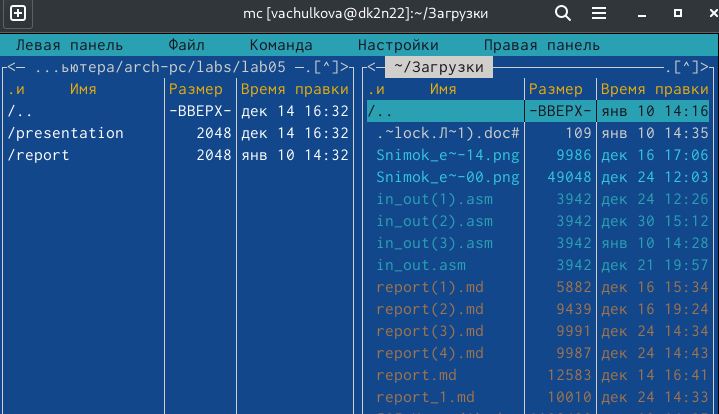 mc [vachulkova@dk2n22]:~/Загрузки
Левая панель Файл Команда Настройки Правая панель
<— ...ьютера/arch-pc/labs/lab05 —.[^]>
.и Имя Размер Время правки
/.. -ВВЕРХ- дек 14 16:32
/presentation 2048 дек 14 16:32
/report 2048 янв 10 14:32
<— ~/Загрузки .[^]>
.и Имя Размер Время правки
/.. -ВВЕРХ- янв 10 14:16
.~lock.Л~1).doc# 109 янв 10 14:35
Snimok_e~-14.png 9986 дек 16 17:06
Snimok_e~-00.png 49048 дек 24 12:03
in_out(1).asm 3942 дек 24 12:26
in_out(2).asm 3942 дек 30 15:12
in_out(3).asm 3942 янв 10 14:28
in_out.asm 3942 дек 21 19:57
report(1).md 5882 дек 16 15:34
report(2).md 9439 дек 16 19:24
report(3).md 9991 дек 24 14:34
report(4).md 9987 дек 24 14:43
report.md 12583 дек 14 16:41
report_1.md 10010 дек 24 14:33